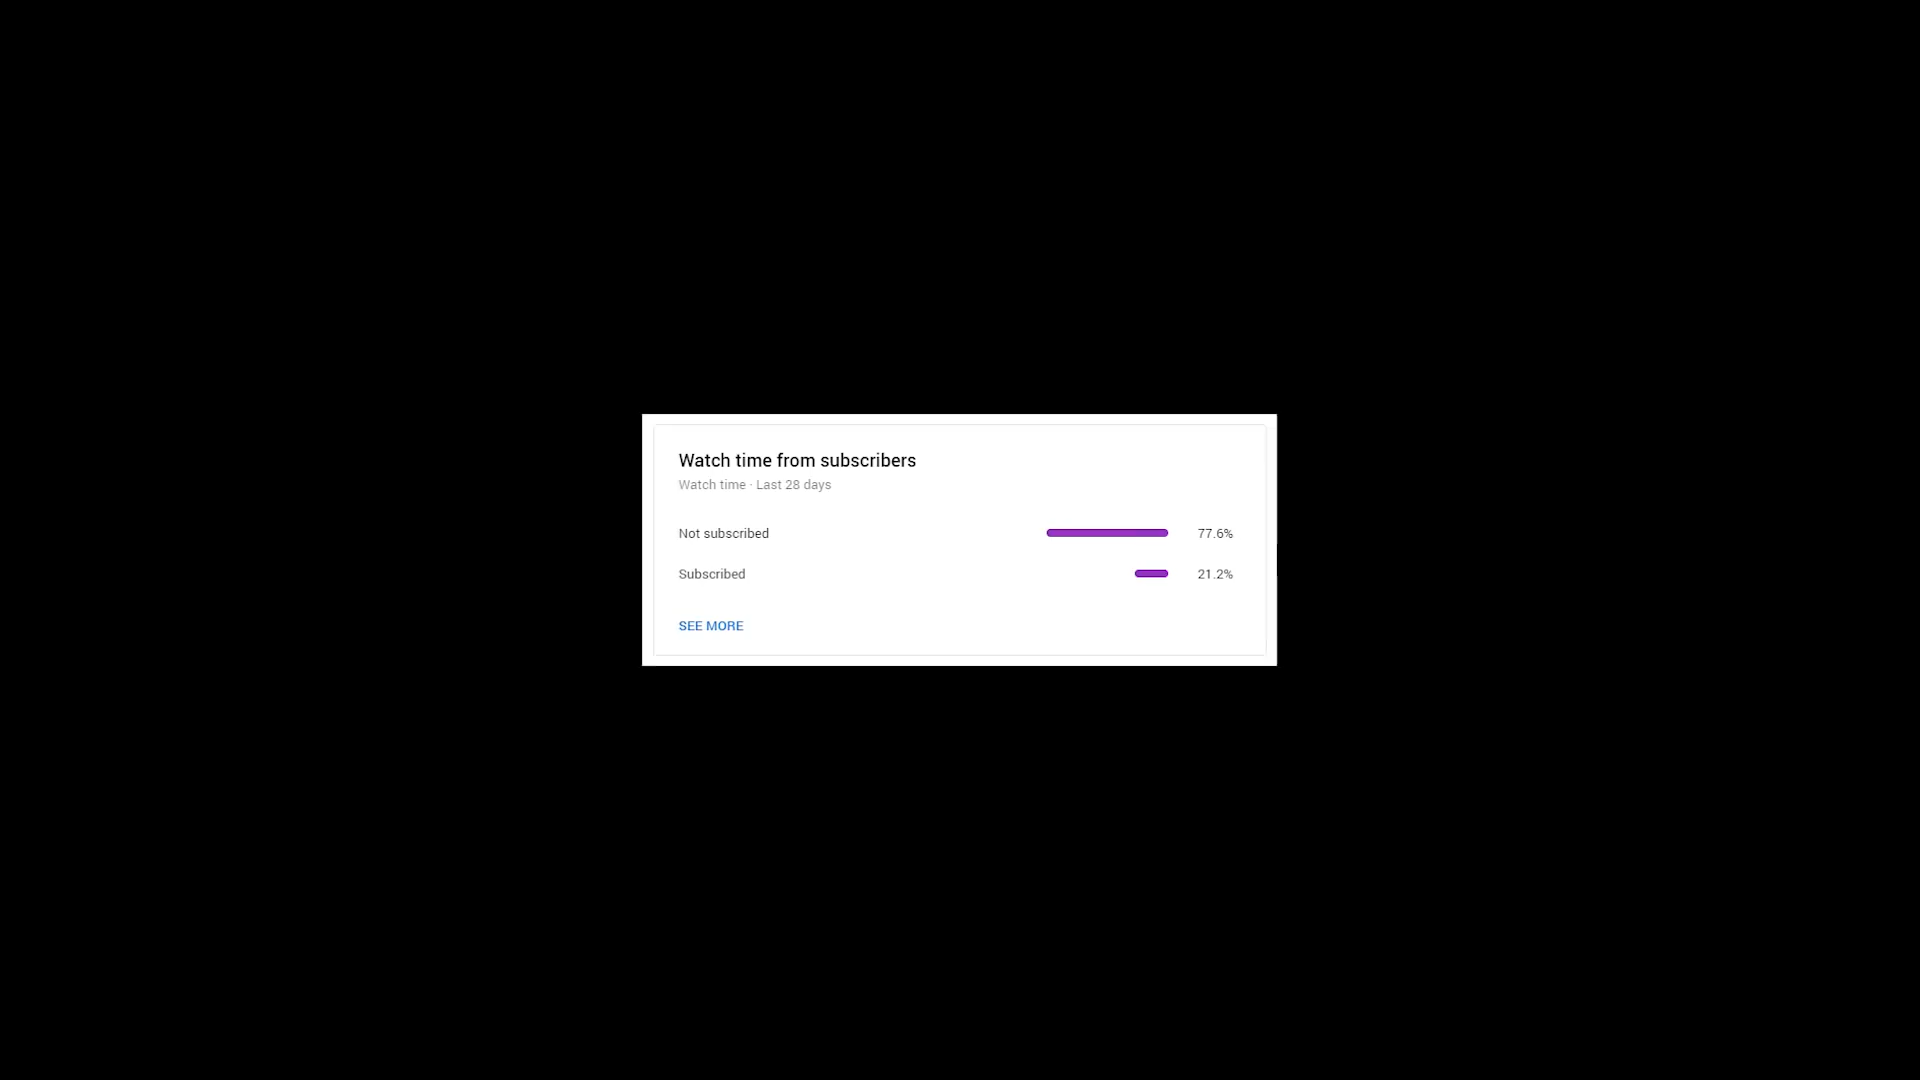 Watch time from subscribers
Watch time · Last 28 days
Not subscribed 77.6%
Subscribed 21.2%
SEE MORE